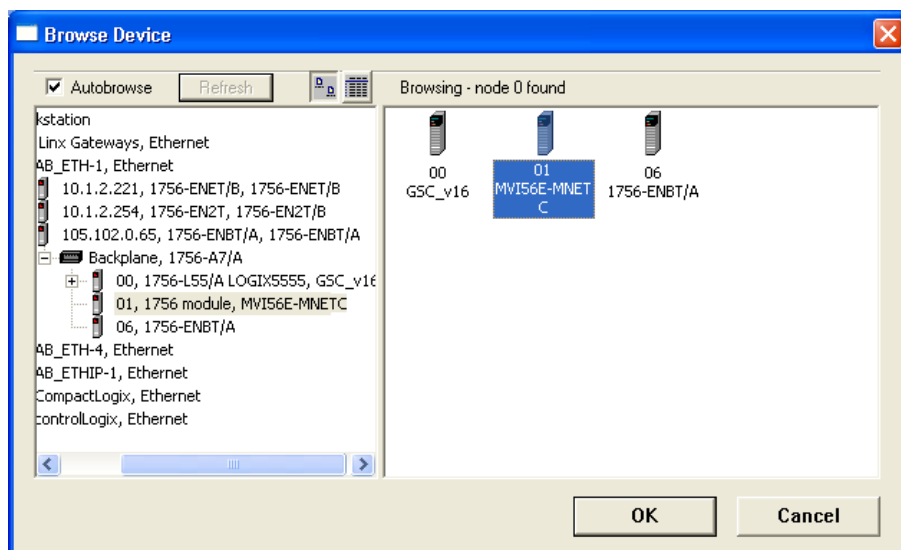 Browse Device
Autobrowse
Refresh
Browsing - node 0 found
kstation
Linx Gateways, Ethernet
AB_ETH-1, Ethernet
10.1.2.221, 1756-ENET/B, 1756-ENET/B
10.1.2.254, 1756-EN2T, 1756-EN2T/B
105.102.0.65, 1756-ENBT/A, 1756-ENBT/A
Backplane, 1756-A7/A
00, 1756-L55/A LOGIX5555, GSC_v16
01, 1756 module, MVI56E-MNETC
06, 1756-ENBT/A
AB_ETH-4, Ethernet
AB_ETHIP-1, Ethernet
CompactLogix, Ethernet
controlLogix, Ethernet
00
GSC_v16
01
MVI56E-MNET
C
06
1756-ENBT/A
OK
Cancel